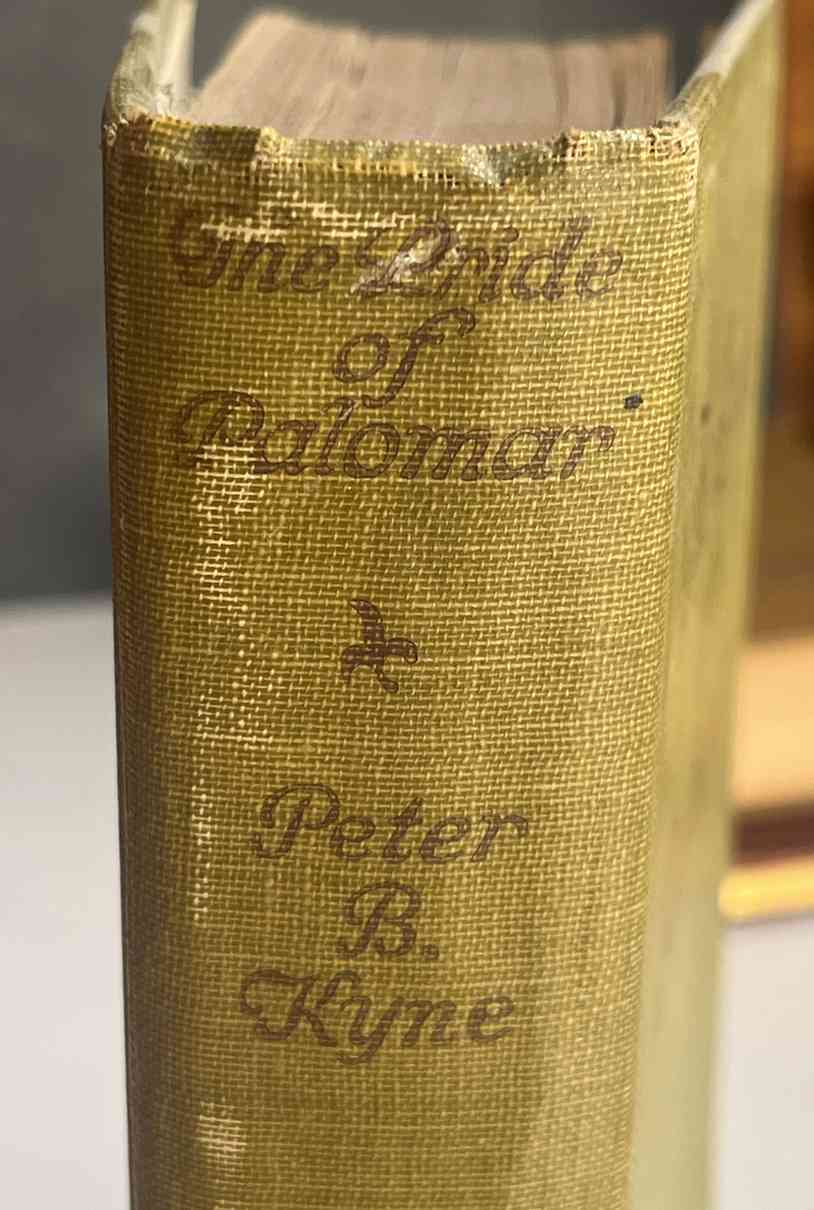 The Pride
of
Palomar
Peter
B.
Kyne